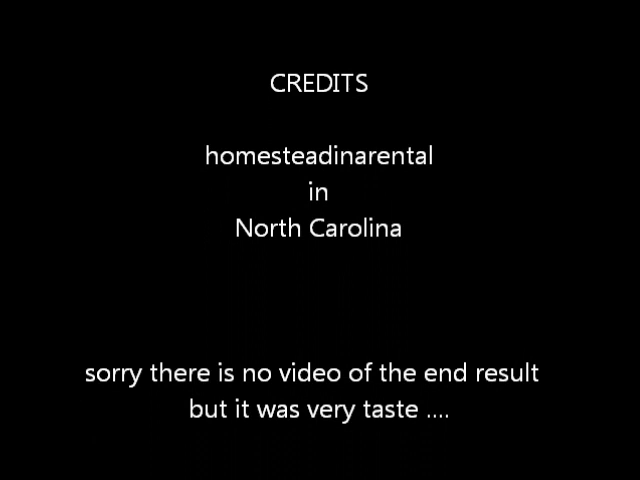 CREDITS
homesteadinarental
in
North Carolina
sorry there is no video of the end result
but it was very taste ....